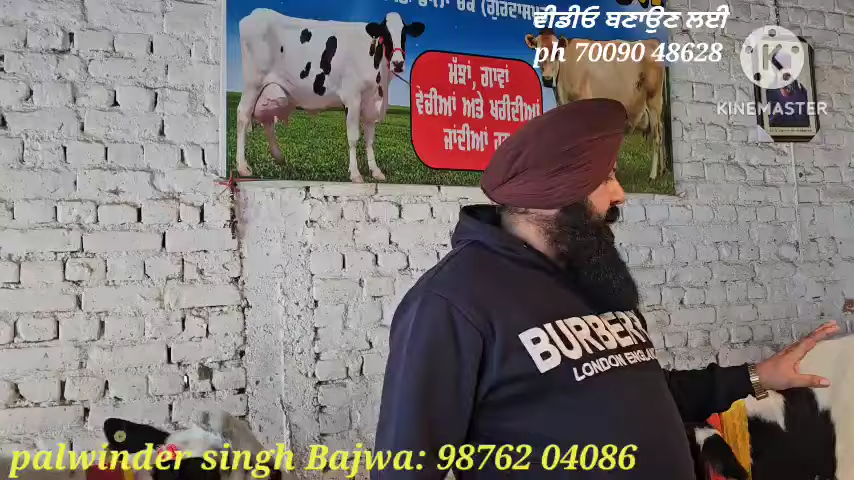 ਵੀਡੀਓ ਬਣਾਉਣ ਲਈ
ph 70090 48628
KINEMASTER
ਮੱਝਾਂ, ਗਾਵਾਂ
ਵੇਚੀਆਂ ਅਤੇ ਖਰੀਦੀਆਂ
ਜਾਂਦੀਆਂ
BURBERRY
LONDON ENGLAND
palwinder singh Bajwa: 98762 04086